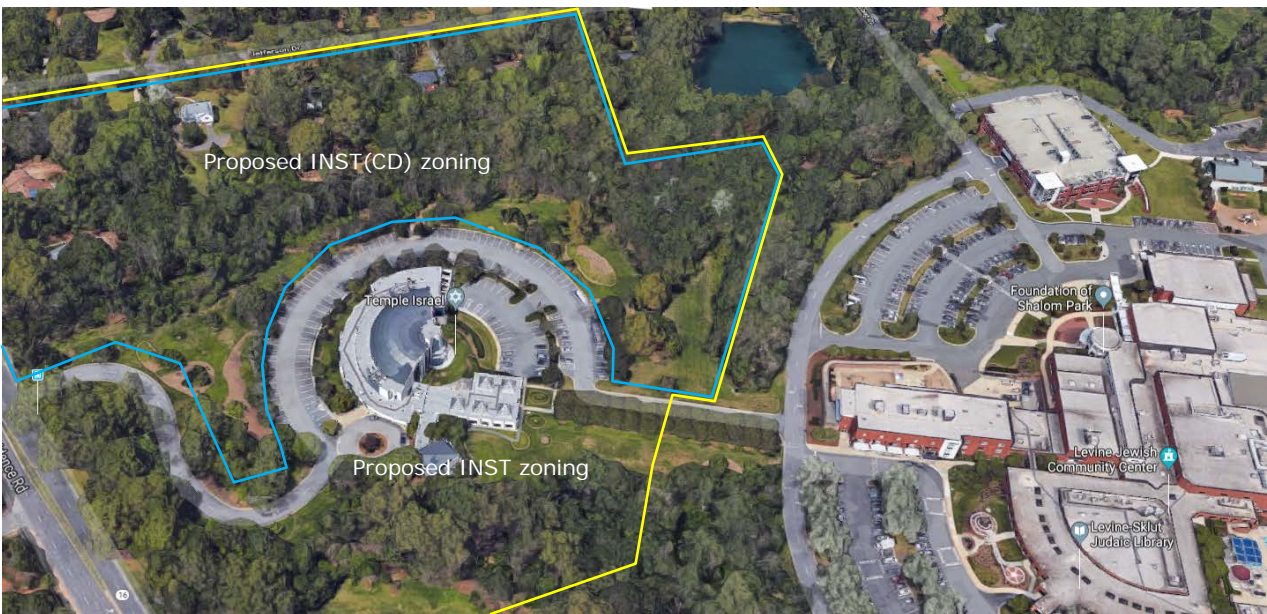 Jefferson Dr
Proposed INST(CD) zoning
Temple Israel
Foundation of
Shalom Park
Proposed INST zoning
Levine Jewish
Community Center
Levine-Sklut
Judaic Library
16